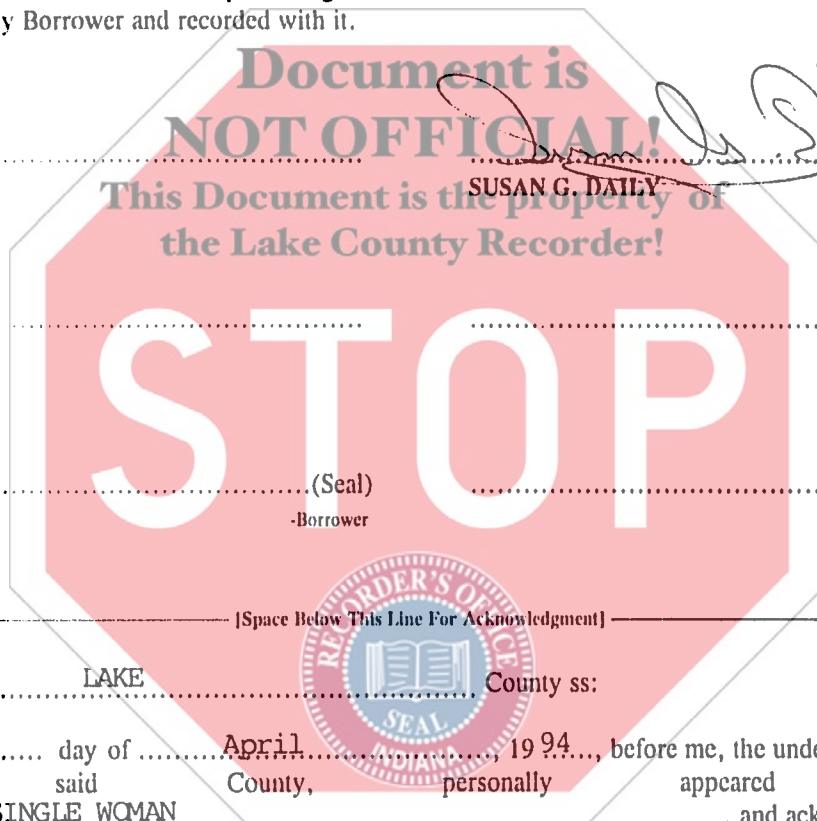 y Borrower and recorded with it.
Document is
NOT OFFICIAL!
SUSAN G. DAILY
This Document is the property of
the Lake County Recorder!
STOP
(Seal)
-Borrower
[Space Below This Line For Acknowledgment]
RECORDER'S OFFICE
SEAL
INDIANA
LAKE County ss:
day of April, 1994, before me, the unde
said County, personally appeared
SINGLE WOMAN, and ack